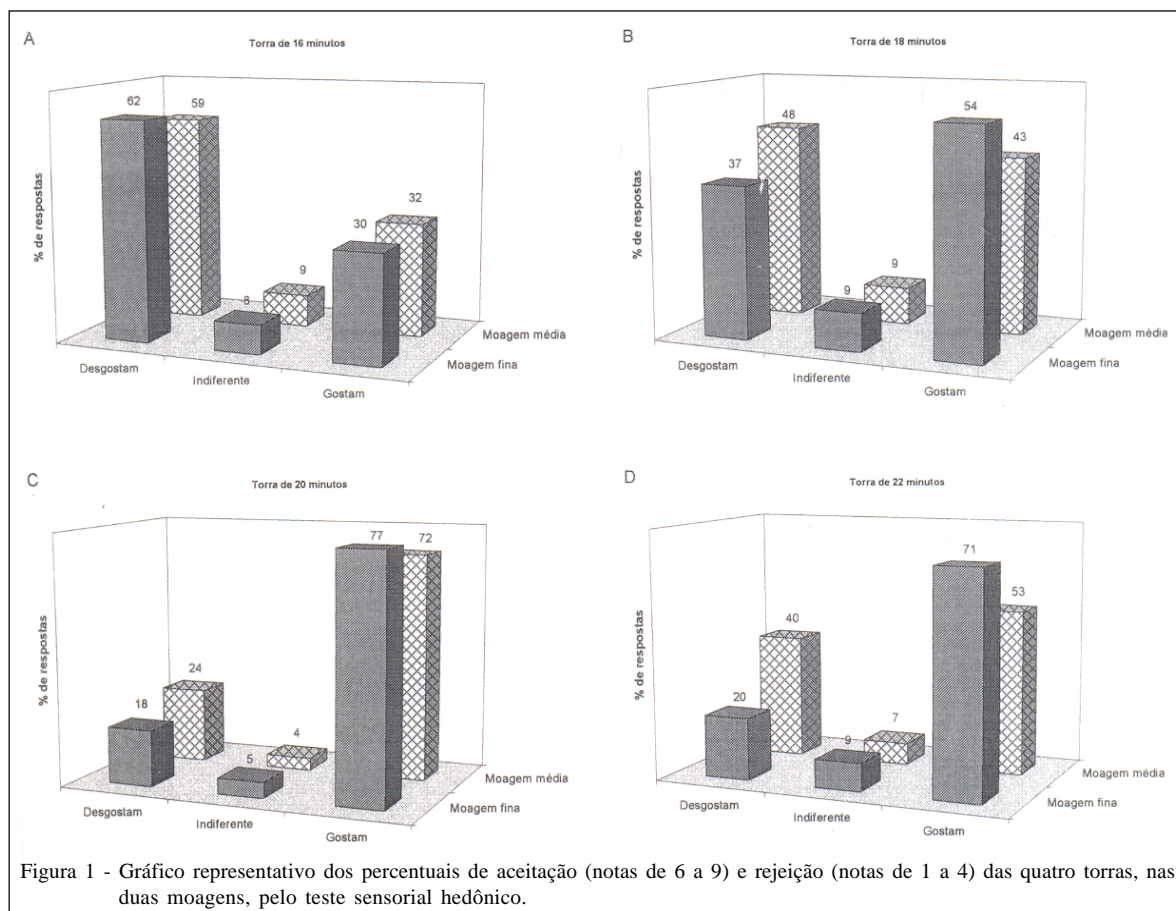 A
Torra de 16 minutos
% de respostas
62
59
8
9
30
32
Desgostam
Indiferente
Gostam
Moagem fina
Moagem média
B
Torra de 18 minutos
% de respostas
37
48
9
9
54
43
Desgostam
Indiferente
Gostam
Moagem fina
Moagem média
C
Torra de 20 minutos
% de respostas
18
24
5
4
77
72
Desgostam
Indiferente
Gostam
Moagem fina
Moagem média
D
Torra de 22 minutos
% de respostas
20
40
9
7
71
53
Desgostam
Indiferente
Gostam
Moagem fina
Moagem média
Figura 1 - Gráfico representativo dos percentuais de aceitação (notas de 6 a 9) e rejeição (notas de 1 a 4) das quatro torras, nas
duas moagens, pelo teste sensorial hedônico.